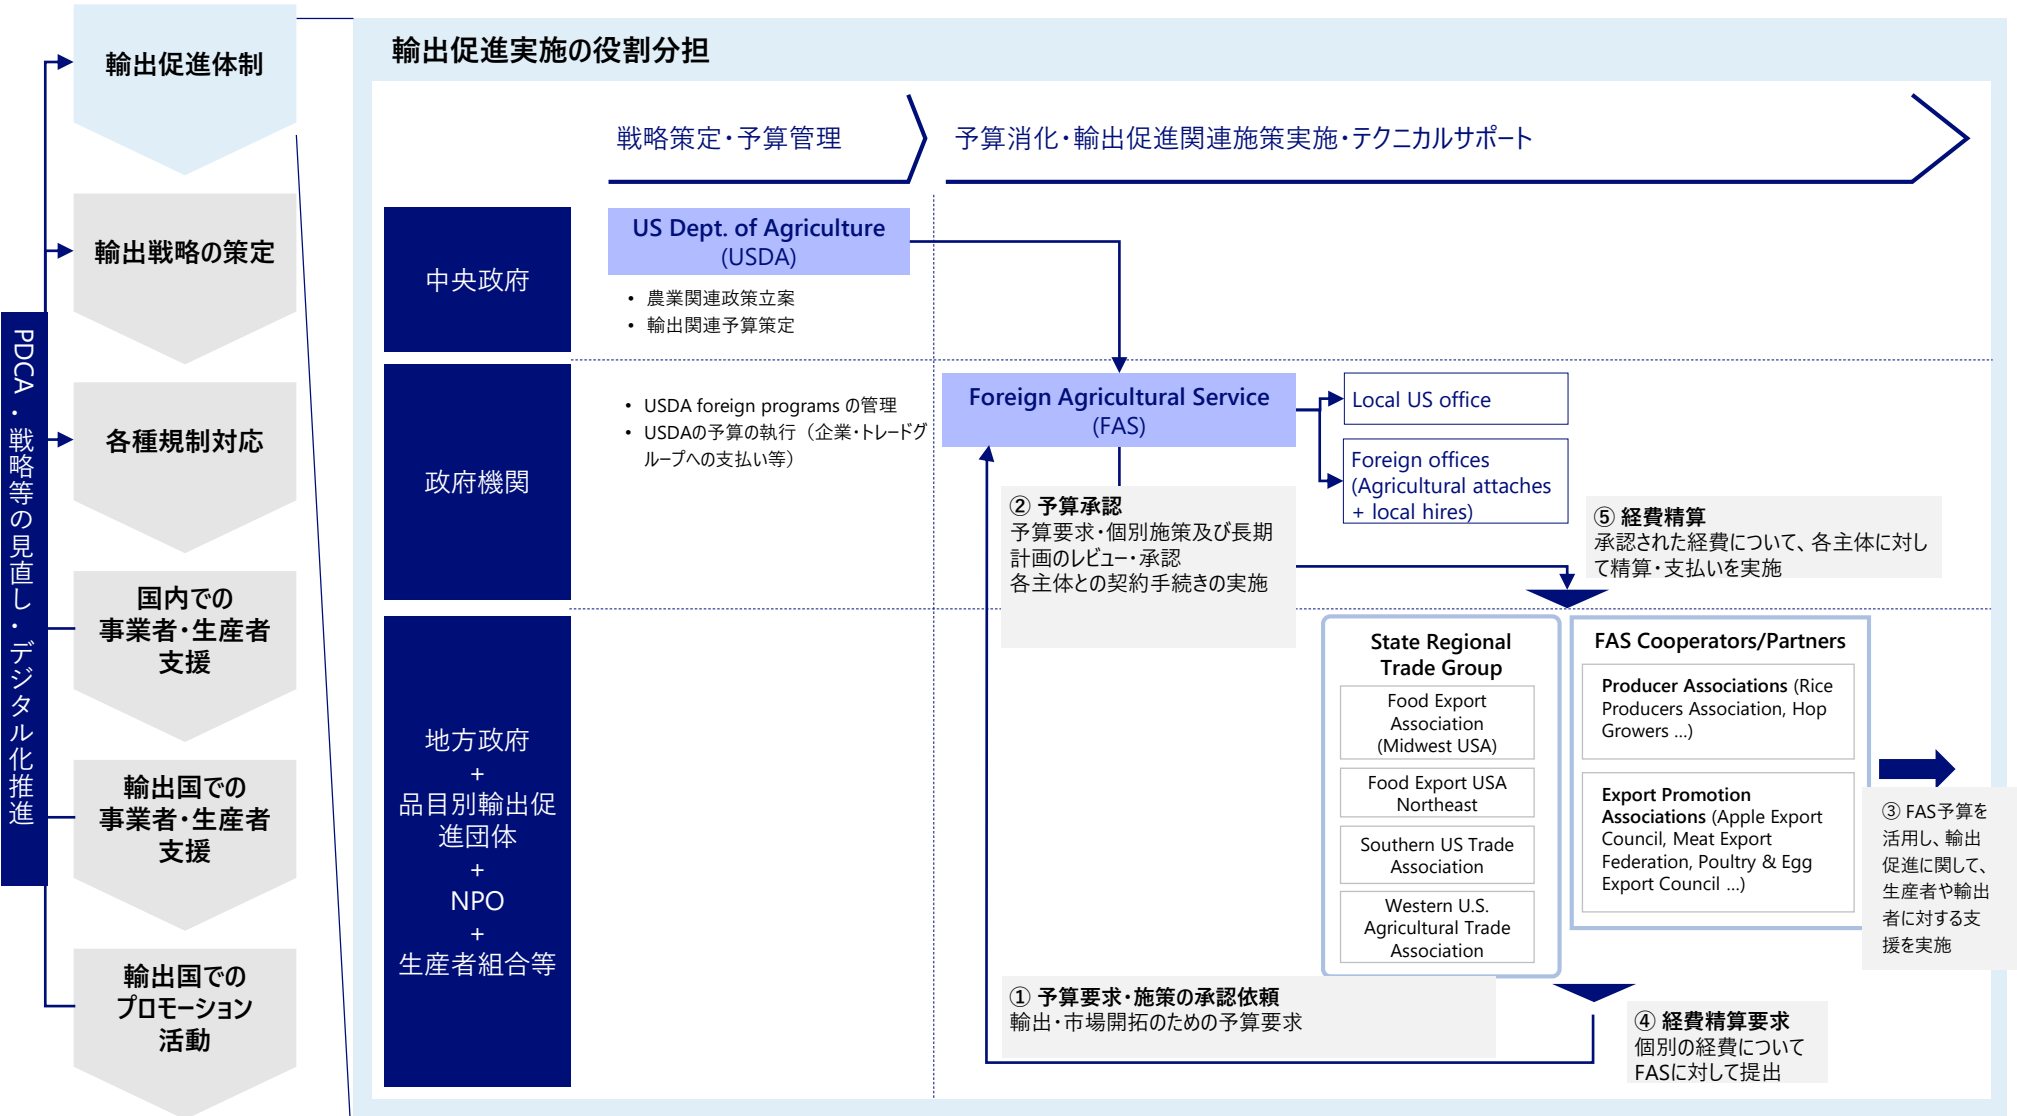 輸出促進体制
輸出戦略の策定
各種規制対応
国内での
事業者・生産者
支援
輸出国での
事業者・生産者
支援
輸出国での
プロモーション
活動
PDCA・戦略等の見直し・デジタル化推進
輸出促進実施の役割分担
戦略策定・予算管理
予算消化・輸出促進関連施策実施・テクニカルサポート
中央政府
US Dept. of Agriculture
(USDA)
• 農業関連政策立案
• 輸出関連予算策定
政府機関
• USDA foreign programs の管理
• USDAの予算の執行（企業・トレードグ
ループへの支払い等）
Foreign Agricultural Service
(FAS)
Local US office
Foreign offices
(Agricultural attaches
+ local hires)
② 予算承認
予算要求・個別施策及び長期
計画のレビュー・承認
各主体との契約手続きの実施
⑤ 経費精算
承認された経費について、各主体に対し
て精算・支払いを実施
地方政府
+
品目別輸出促
進団体
+
NPO
+
生産者組合等
State Regional
Trade Group
Food Export
Association
(Midwest USA)
Food Export USA
Northeast
Southern US Trade
Association
Western U.S.
Agricultural Trade
Association
FAS Cooperators/Partners
Producer Associations (Rice
Producers Association, Hop
Growers ...)
Export Promotion
Associations (Apple Export
Council, Meat Export
Federation, Poultry & Egg
Export Council ...)
③ FAS予算を
活用し、輸出
促進に関して、
生産者や輸出
者に対する支
援を実施
① 予算要求・施策の承認依頼
輸出・市場開拓のための予算要求
④ 経費精算要求
個別の経費について
FASに対して提出